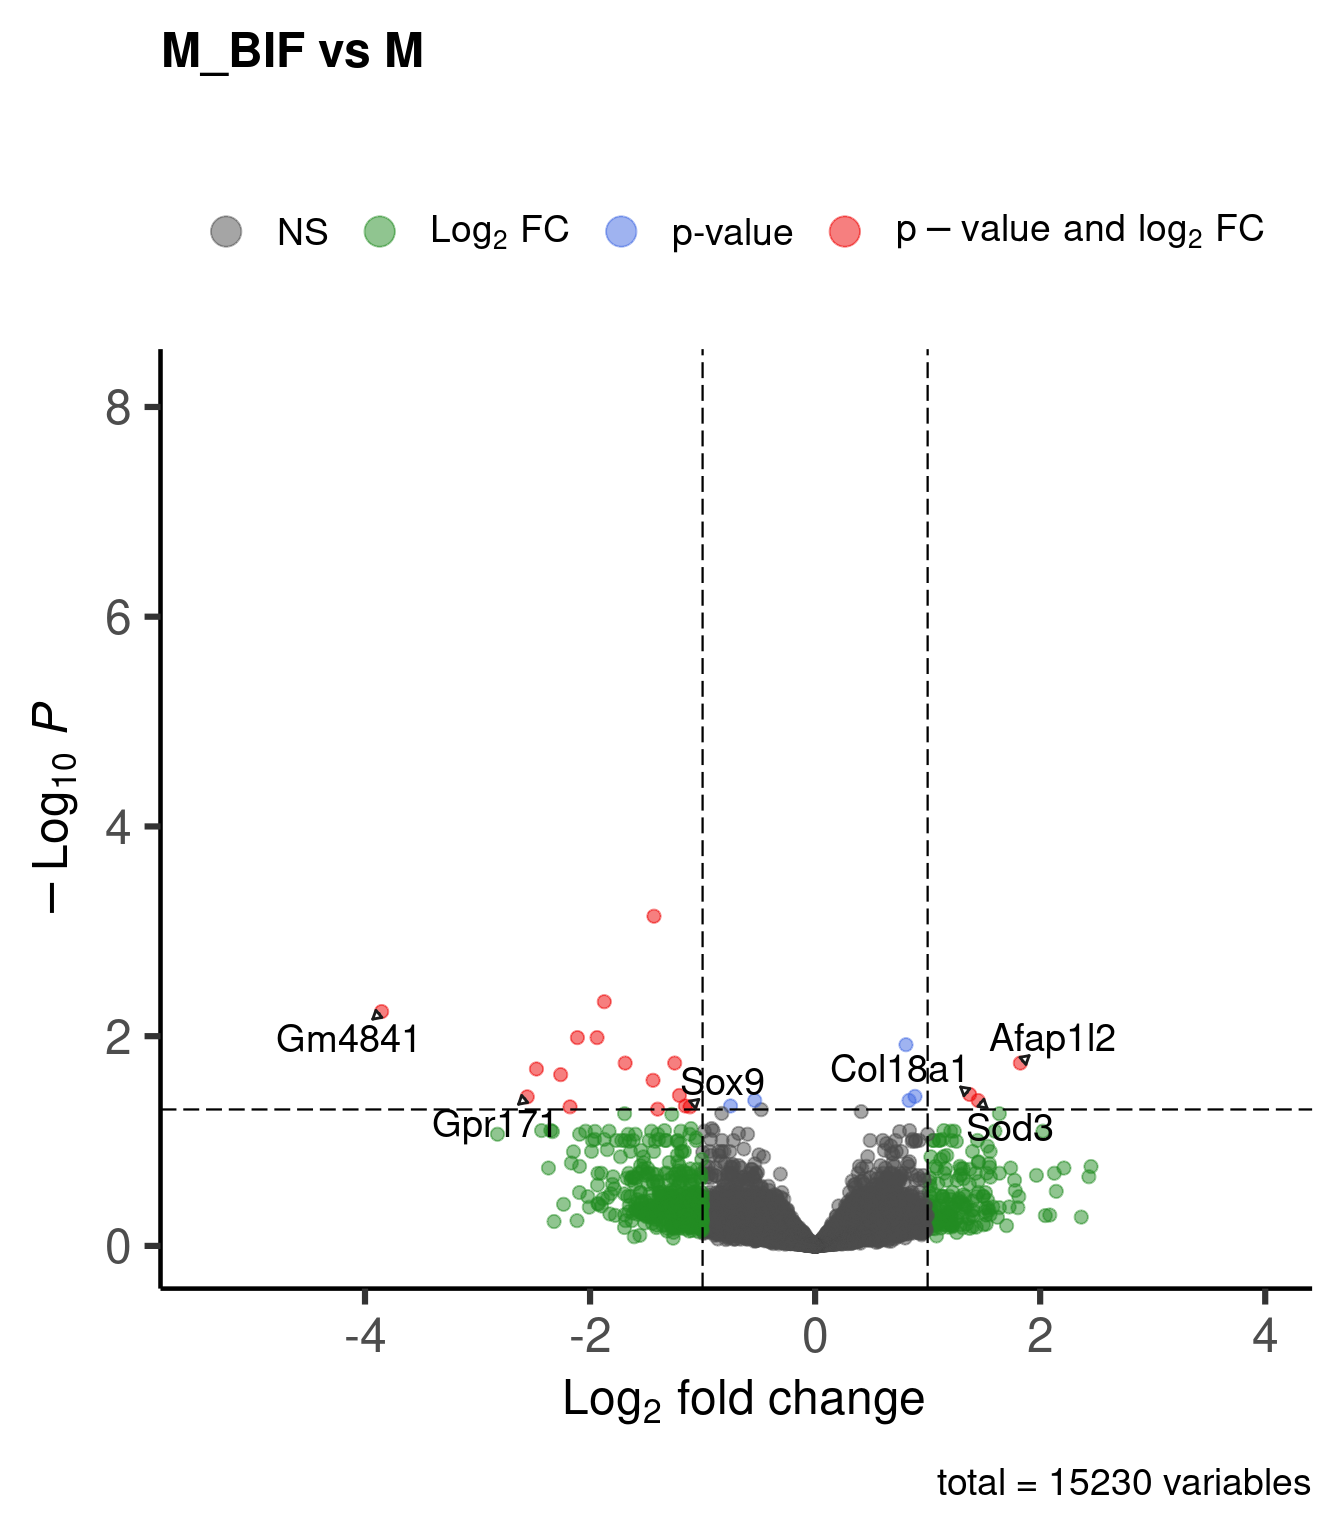 M_BIF vs M
NS Log₂ FC p-value p − value and log₂ FC
8
6
4
2
0
− Log₁₀ P
Gm4841
Afap1l2
Col18a1
Sox9
Gpr171
Sod3
-4 -2 0 2 4
Log₂ fold change
total = 15230 variables